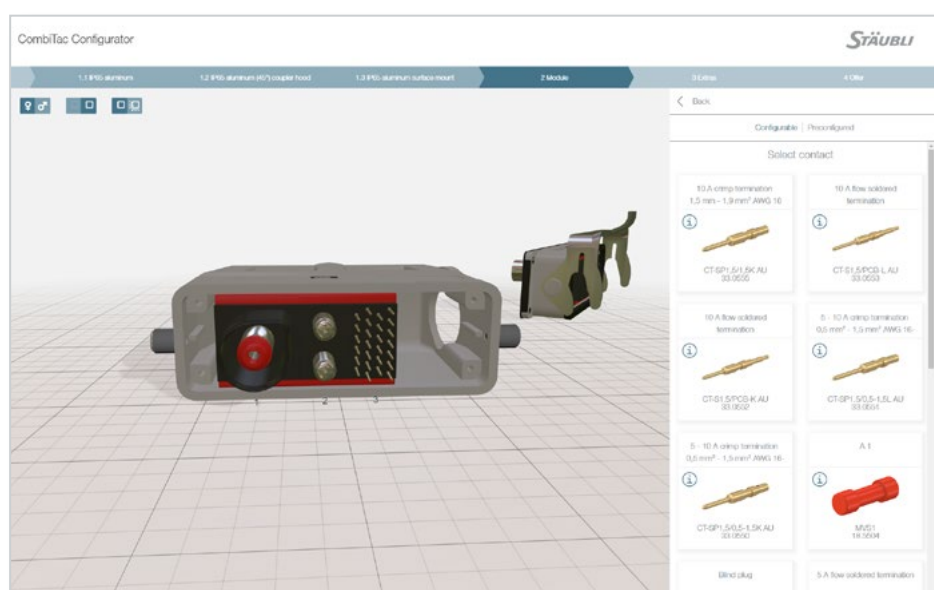 CombiTac Configurator
STÄUBLI
1.1 IP65 aluminum
1.2 IP65 aluminum (45°) coupler hood
1.3 IP65 aluminum surface mount
2 Module
3 Extras
4 Offer
Back
Configurable | Preconfigured
Select contact
10 A crimp termination
1,5 mm - 1,9 mm² AWG 16
CT-SP1,5/1,5K AU
33.0555
10 A flow soldered
termination
CT-S1,5/PCB-L AU
33.0553
10 A flow soldered
termination
CT-S1,5/PCB-K AU
33.0552
5 - 10 A crimp termination
0,5 mm² - 1,5 mm² AWG 16-
CT-SP1,5/0,5-1,5L AU
33.0551
5 - 10 A crimp termination
0,5 mm² - 1,5 mm² AWG 16-
CT-SP1,5/0,5-1,5K AU
33.0550
A 1
MVS1
18.5504
Blind plug
5 A flow soldered termination
1
2
3